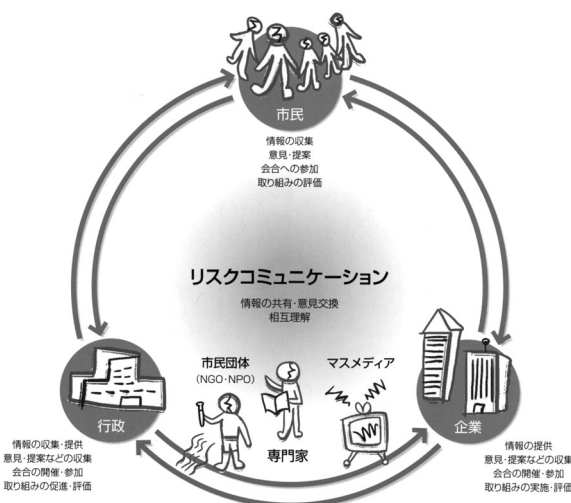 市民
情報の収集
意見・提案
会合への参加
取り組みの評価
リスクコミュニケーション
情報の共有・意見交換
相互理解
市民団体
(NGO・NPO)
専門家
マスメディア
行政
情報の収集・提供
意見・提案などの収集
会合の開催・参加
取り組みの促進・評価
企業
情報の提供
意見・提案などの収集
会合の開催・参加
取り組みの実施・評価